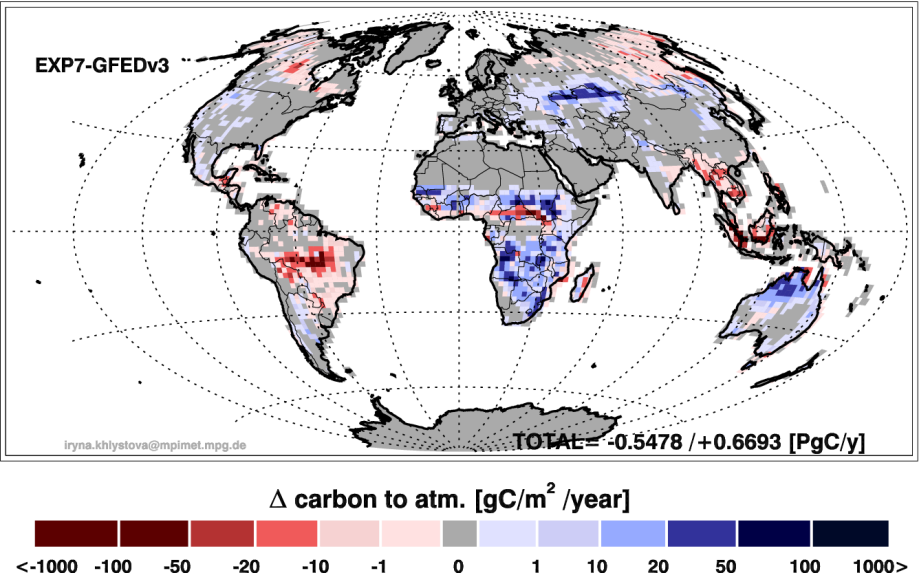 EXP7-GFEDv3
iryna.khlystova@mpimet.mpg.de
TOTAL= -0.5478 /+0.6693 [PgC/y]
Δ carbon to atm. [gC/m² /year]
<-1000 -100 -50 -20 -10 -1 0 1 10 20 50 100 1000>